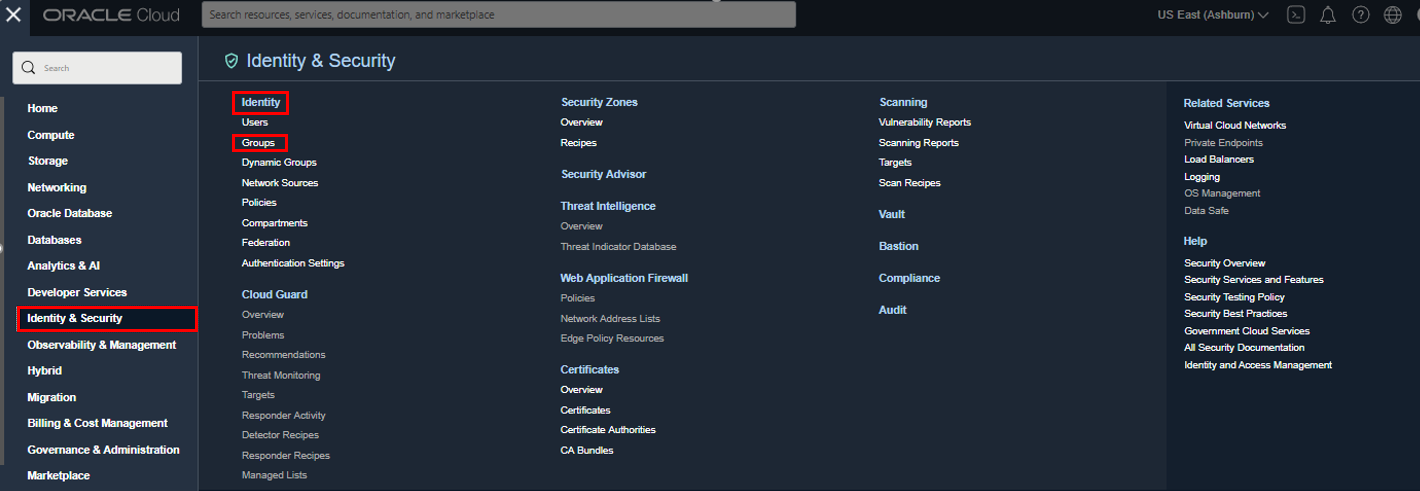 ORACLE Cloud
Search resources, services, documentation, and marketplace
US East (Ashburn)
Search
Home
Compute
Storage
Networking
Oracle Database
Databases
Analytics & AI
Developer Services
Identity & Security
Observability & Management
Hybrid
Migration
Billing & Cost Management
Governance & Administration
Marketplace
Identity & Security
Identity
Users
Groups
Dynamic Groups
Network Sources
Policies
Compartments
Federation
Authentication Settings
Cloud Guard
Overview
Problems
Recommendations
Threat Monitoring
Targets
Responder Activity
Detector Recipes
Responder Recipes
Managed Lists
Security Zones
Overview
Recipes
Security Advisor
Threat Intelligence
Overview
Threat Indicator Database
Web Application Firewall
Policies
Network Address Lists
Edge Policy Resources
Certificates
Overview
Certificates
Certificate Authorities
CA Bundles
Scanning
Vulnerability Reports
Scanning Reports
Targets
Scan Recipes
Vault
Bastion
Compliance
Audit
Related Services
Virtual Cloud Networks
Private Endpoints
Load Balancers
Logging
OS Management
Data Safe
Help
Security Overview
Security Services and Features
Security Testing Policy
Security Best Practices
Government Cloud Services
All Security Documentation
Identity and Access Management